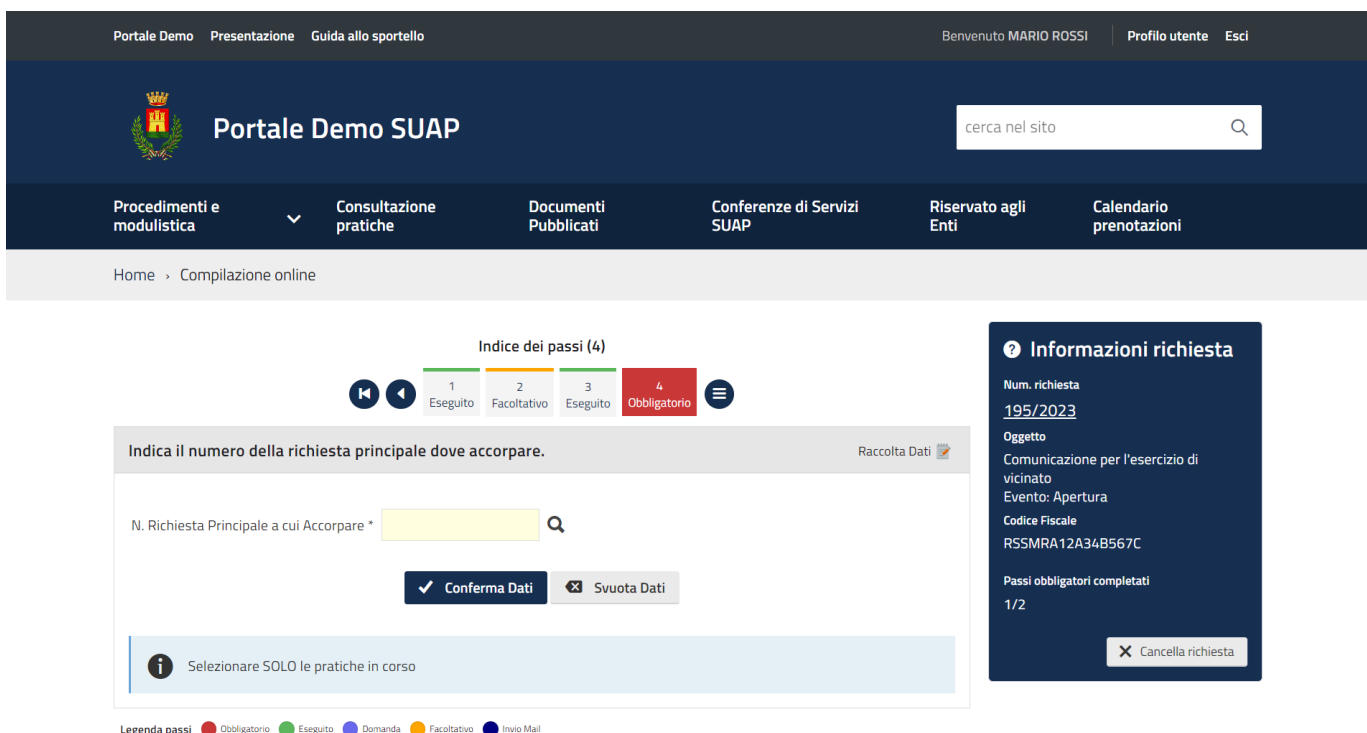 Portale Demo Presentazione Guida allo sportello Benvenuto MARIO ROSSI Profilo utente Esci
Portale Demo SUAP
cerca nel sito
Procedimenti e modulistica
Consultazione pratiche
Documenti Pubblicati
Conferenze di Servizi SUAP
Riservato agli Enti
Calendario prenotazioni
Home › Compilazione online
Indice dei passi (4)
1 Eseguito
2 Facoltativo
3 Eseguito
4 Obbligatorio
Indica il numero della richiesta principale dove accorpare. Raccolta Dati
N. Richiesta Principale a cui Accorpare *
Conferma Dati Svuota Dati
Selezionare SOLO le pratiche in corso
Legenda passi Obbligatorio Eseguito Domanda Facoltativo Invio Mail
Informazioni richiesta
Num. richiesta
195/2023
Oggetto
Comunicazione per l'esercizio di
vicinato
Evento: Apertura
Codice Fiscale
RSSMRA12A34B567C
Passi obbligatori completati
1/2
Cancella richiesta